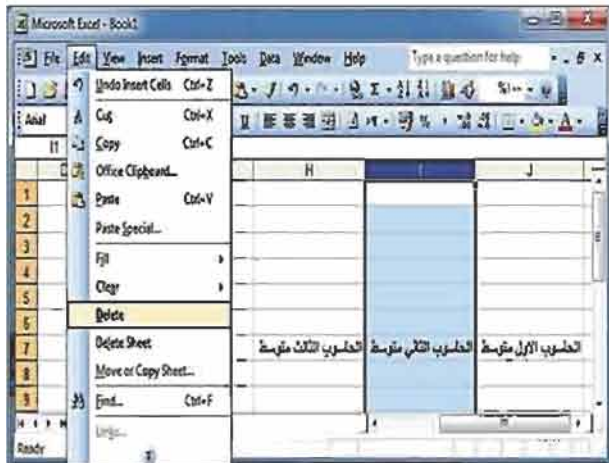 Microsoft Excel - Book1
File Edit View Insert Format Tools Data Window Help Type a question for help
Arial
I1
H I J
1
2
3
4
5
6
7 الحاسوب الثالث متوسط الحاسوب الثاني متوسط الحاسوب الاول متوسط
8
9
Undo Insert Cells Ctrl+Z
Cut Ctrl+X
Copy Ctrl+C
Office Clipboard...
Paste Ctrl+V
Paste Special...
Fill
Clear
Delete
Delete Sheet
Move or Copy Sheet...
Find... Ctrl+F
Links...
Ready